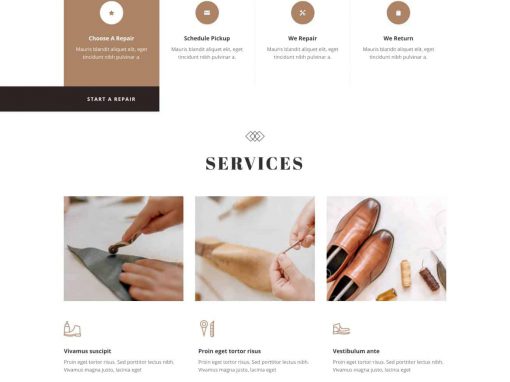 Choose A Repair
Mauris blandit aliquet elit, eget
tincidunt nibh pulvinar a.
Schedule Pickup
Mauris blandit aliquet elit, eget
tincidunt nibh pulvinar a.
We Repair
Mauris blandit aliquet elit, eget
tincidunt nibh pulvinar a.
We Return
Mauris blandit aliquet elit, eget
tincidunt nibh pulvinar a.
START A REPAIR
SERVICES
Vivamus suscipit
Proin eget tortor risus. Sed porttitor lectus nibh.
Vivamus magna justo, lacinia eget
Proin eget tortor risus
Proin eget tortor risus. Sed porttitor lectus nibh.
Vivamus magna justo, lacinia eget
Vestibulum ante
Proin eget tortor risus. Sed porttitor lectus nibh.
Vivamus magna justo, lacinia eget